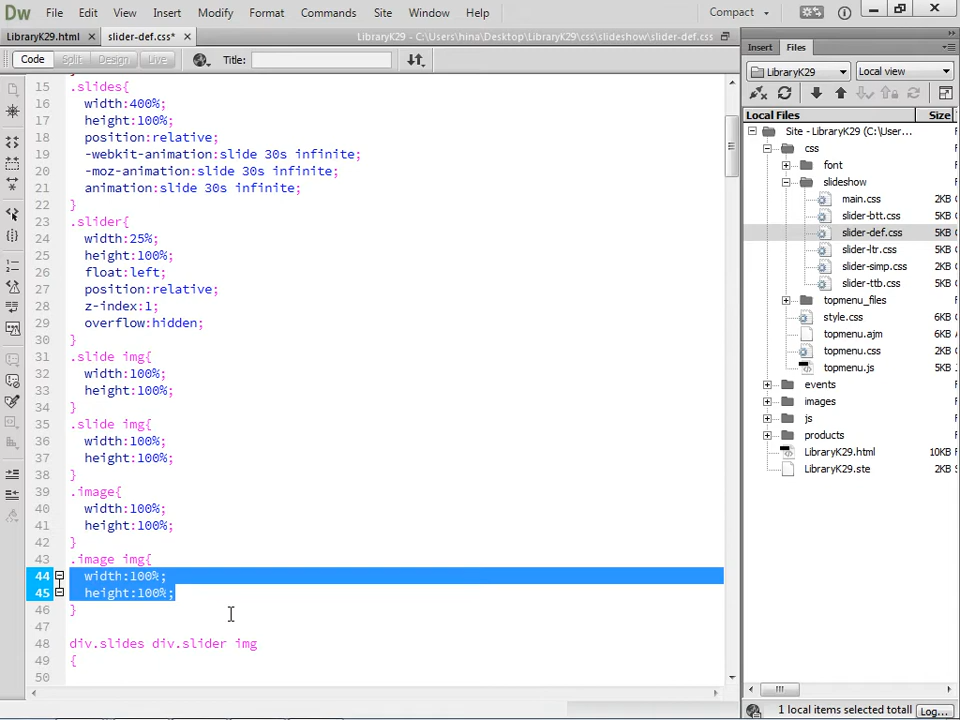 Dw File Edit View Insert Modify Format Commands Site Window Help Compact
LibraryK29.html slider-def.css* LibraryK29 - C:\Users\hina\Desktop\LibraryK29\css\slideshow\slider-def.css
Code Split Design Live Title:
15 .slides{
16 width:400%;
17 height:100%;
18 position:relative;
19 -webkit-animation:slide 30s infinite;
20 -moz-animation:slide 30s infinite;
21 animation:slide 30s infinite;
22 }
23 .slider{
24 width:25%;
25 height:100%;
26 float:left;
27 position:relative;
28 z-index:1;
29 overflow:hidden;
30 }
31 .slide img{
32 width:100%;
33 height:100%;
34 }
35 .slide img{
36 width:100%;
37 height:100%;
38 }
39 .image{
40 width:100%;
41 height:100%;
42 }
43 .image img{
44 width:100%;
45 height:100%;
46 }
47
48 div.slides div.slider img
49 {
50
Insert Files
LibraryK29 Local view
Local Files Size
Site - LibraryK29 (C:\User...
css
font
slideshow
main.css 2KB
slider-btt.css 5KB
slider-def.css 5KB
slider-ltr.css 5KB
slider-simp.css 2KB
slider-ttb.css 5KB
topmenu_files
style.css 6KB
topmenu.ajm 6KB
topmenu.css 2KB
topmenu.js 5KB
events
images
js
products
LibraryK29.html 10KB
LibraryK29.ste 2KB
1 local items selected totall Log...